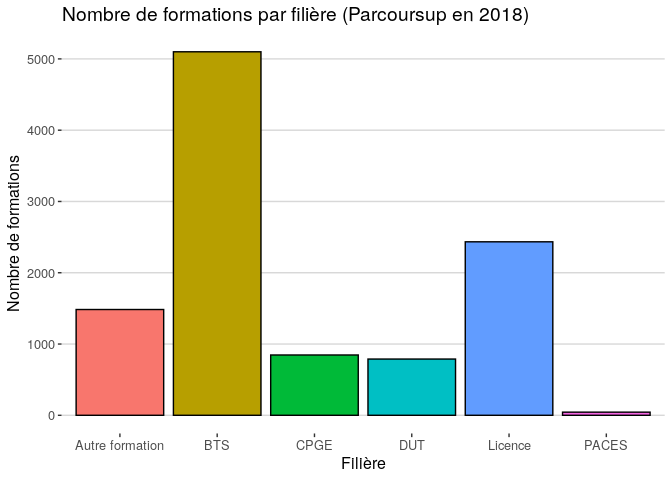 Nombre de formations par filière (Parcoursup en 2018)
Nombre de formations
5000
4000
3000
2000
1000
0
Autre formation BTS CPGE DUT Licence PACES
Filière